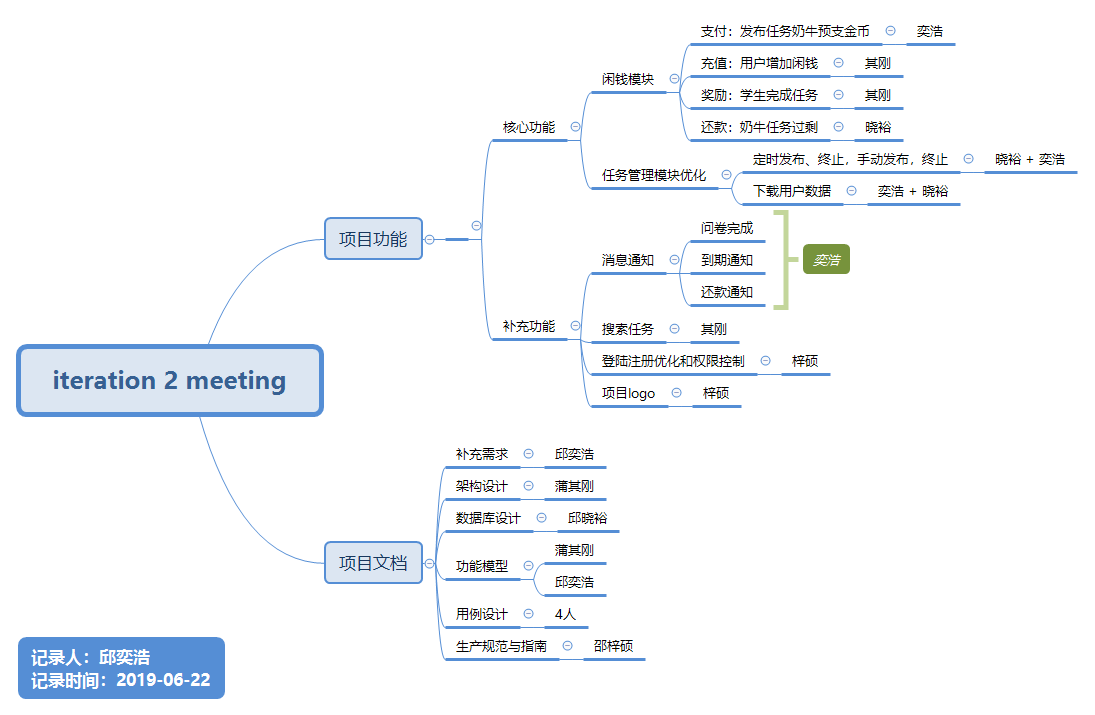 iteration 2 meeting
项目功能
核心功能
闲钱模块
支付：发布任务奶牛预支金币
奕浩
充值：用户增加闲钱
其刚
奖励：学生完成任务
其刚
还款：奶牛任务过剩
晓裕
任务管理模块优化
定时发布、终止，手动发布，终止
晓裕 + 奕浩
下载用户数据
奕浩 + 晓裕
补充功能
消息通知
问卷完成
到期通知
还款通知
奕浩
搜索任务
其刚
登陆注册优化和权限控制
梓硕
项目logo
梓硕
项目文档
补充需求
邱奕浩
架构设计
蒲其刚
数据库设计
邱晓裕
功能模型
蒲其刚
邱奕浩
用例设计
4人
生产规范与指南
邵梓硕
记录人：邱奕浩
记录时间：2019-06-22